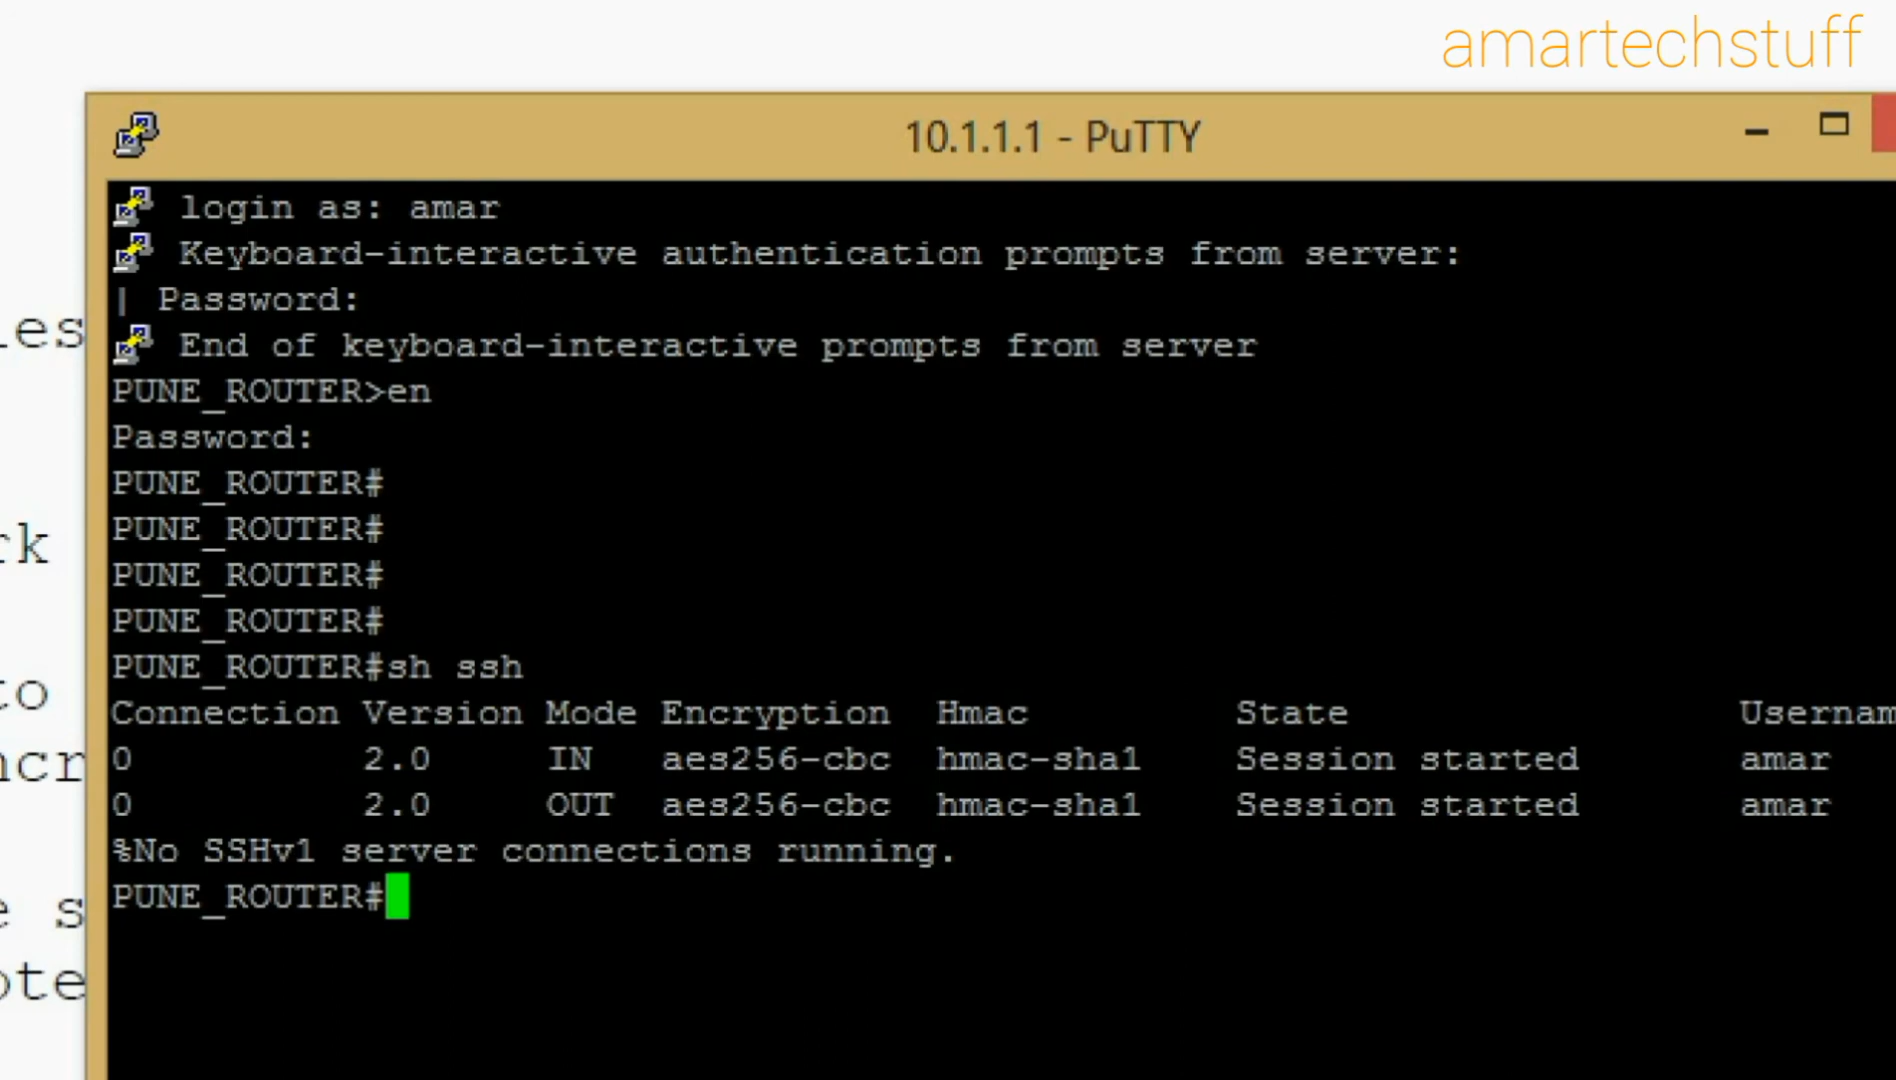 amartechstuff
10.1.1.1 - PuTTY
login as: amar
Keyboard-interactive authentication prompts from server:
| Password:
End of keyboard-interactive prompts from server
PUNE_ROUTER>en
Password:
PUNE_ROUTER#
PUNE_ROUTER#
PUNE_ROUTER#
PUNE_ROUTER#
PUNE_ROUTER#sh ssh
Connection Version Mode Encryption Hmac State Usernam
0 2.0 IN aes256-cbc hmac-sha1 Session started amar
0 2.0 OUT aes256-cbc hmac-sha1 Session started amar
%No SSHv1 server connections running.
PUNE_ROUTER#